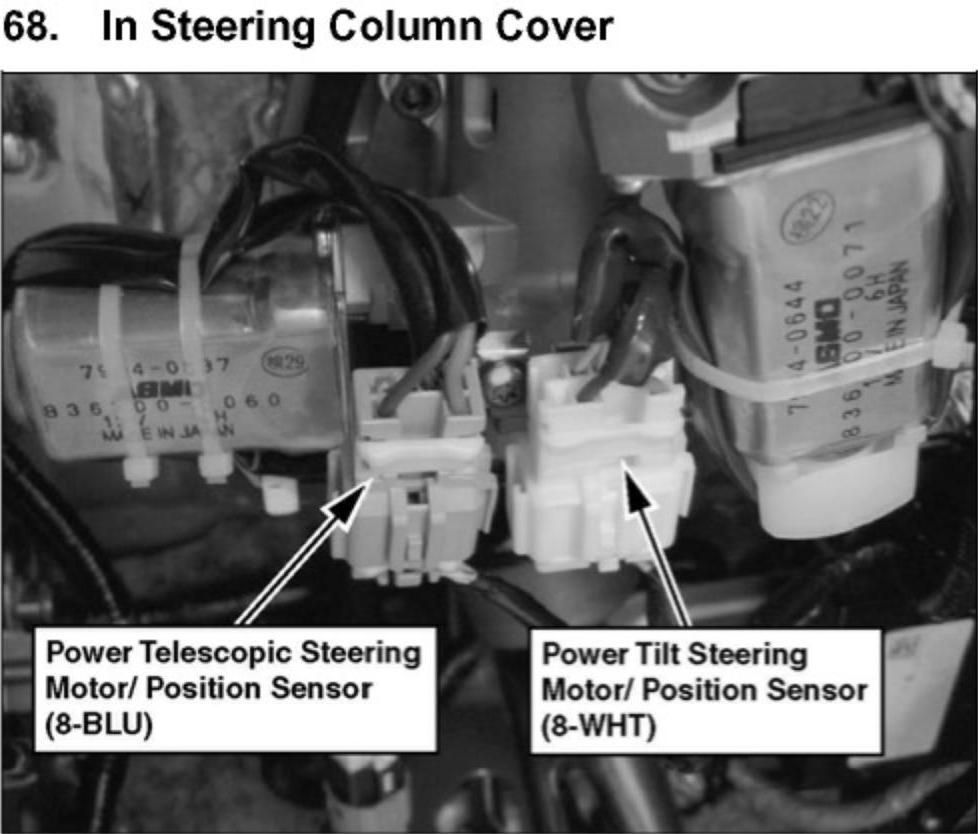 68. In Steering Column Cover
MADE IN JAPAN
Power Telescopic Steering
Motor/ Position Sensor
(8-BLU)
Power Tilt Steering
Motor/ Position Sensor
(8-WHT)